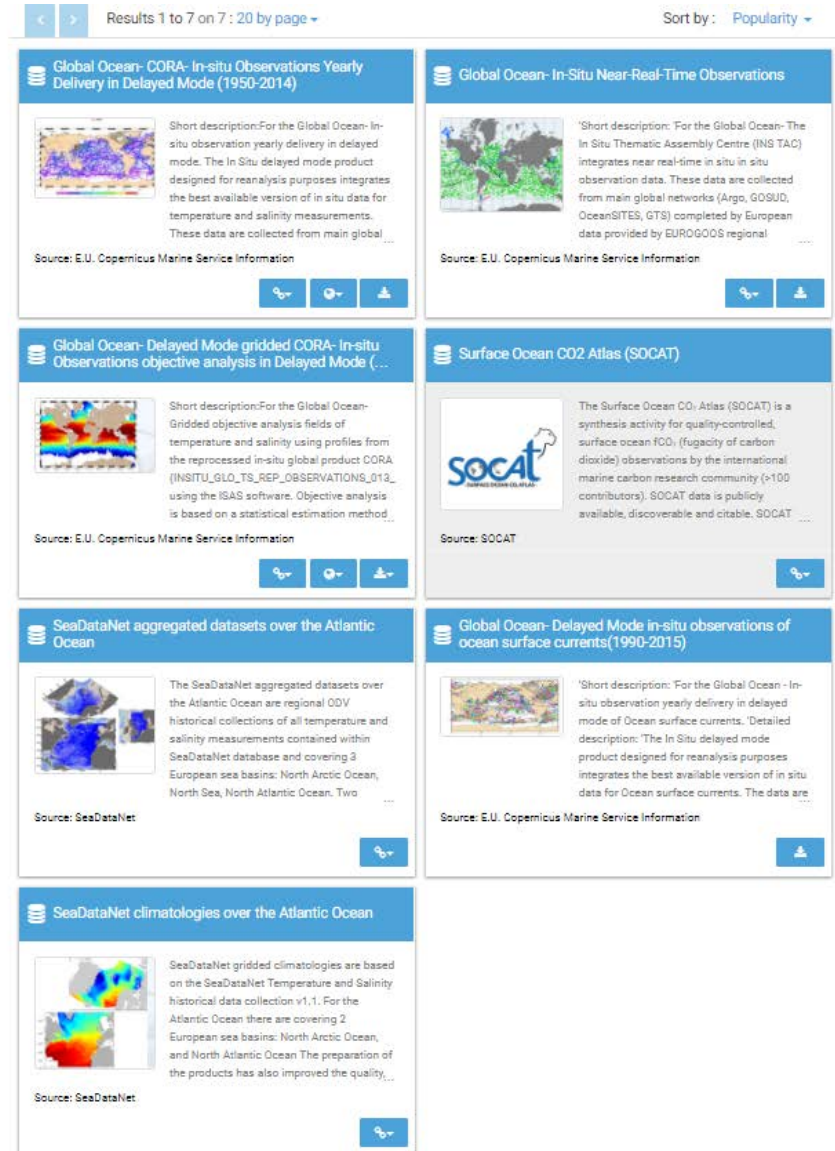 Results 1 to 7 on 7 : 20 by page
Sort by : Popularity
Global Ocean- CORA- In-situ Observations Yearly
Delivery in Delayed Mode (1950-2014)
Short description:For the Global Ocean- In-
situ observation yearly delivery in delayed
mode. The In Situ delayed mode product
designed for reanalysis purposes integrates
the best available version of in situ data for
temperature and salinity measurements.
These data are collected from main global
...
Source: E.U. Copernicus Marine Service Information
Global Ocean- In-Situ Near-Real-Time Observations
'Short description: 'For the Global Ocean- The
In Situ Thematic Assembly Centre (INS TAC)
integrates near real-time in situ in situ
observation data. These data are collected
from main global networks (Argo, GOSUD,
OceanSITES, GTS) completed by European
data provided by EUROGOOS regional
...
Source: E.U. Copernicus Marine Service Information
Global Ocean- Delayed Mode gridded CORA- In-situ
Observations objective analysis in Delayed Mode (...
Short description:For the Global Ocean-
Gridded objective analysis fields of
temperature and salinity using profiles from
the reprocessed in-situ global product CORA
(INSITU_GLO_TS_REP_OBSERVATIONS_013_
using the ISAS software. Objective analysis
is based on a statistical estimation method
...
Source: E.U. Copernicus Marine Service Information
Surface Ocean CO2 Atlas (SOCAT)
SOCAT
SURFACE OCEAN CO₂ ATLAS
The Surface Ocean CO₂ Atlas (SOCAT) is a
synthesis activity for quality-controlled,
surface ocean fCO₂ (fugacity of carbon
dioxide) observations by the international
marine carbon research community (>100
contributors). SOCAT data is publicly
available, discoverable and citable. SOCAT
...
Source: SOCAT
SeaDataNet aggregated datasets over the Atlantic
Ocean
The SeaDataNet aggregated datasets over
the Atlantic Ocean are regional ODV
historical collections of all temperature and
salinity measurements contained within
SeaDataNet database and covering 3
European sea basins: North Arctic Ocean,
North Sea, North Atlantic Ocean. Two
...
Source: SeaDataNet
Global Ocean- Delayed Mode in-situ observations of
ocean surface currents(1990-2015)
'Short description: 'For the Global Ocean - In-
situ observation yearly delivery in delayed
mode of Ocean surface currents. 'Detailed
description: 'The In Situ delayed mode
product designed for reanalysis purposes
integrates the best available version of in situ
data for Ocean surface currents. The data are
...
Source: E.U. Copernicus Marine Service Information
SeaDataNet climatologies over the Atlantic Ocean
SeaDataNet gridded climatologies are based
on the SeaDataNet Temperature and Salinity
historical data collection v1.1. For the
Atlantic Ocean there are covering 2
European sea basins: North Arctic Ocean,
and North Atlantic Ocean The preparation of
the products has also improved the quality,...
Source: SeaDataNet